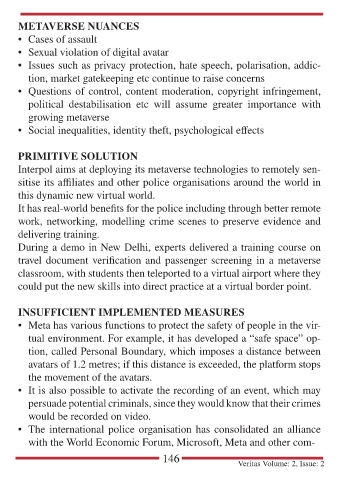 METAVERSE NUANCES
• Cases of assault
• Sexual violation of digital avatar
• Issues such as privacy protection, hate speech, polarisation, addic-
tion, market gatekeeping etc continue to raise concerns
• Questions of control, content moderation, copyright infringement,
political destabilisation etc will assume greater importance with
growing metaverse
• Social inequalities, identity theft, psychological effects
PRIMITIVE SOLUTION
Interpol aims at deploying its metaverse technologies to remotely sen-
sitise its affiliates and other police organisations around the world in
this dynamic new virtual world.
It has real-world benefits for the police including through better remote
work, networking, modelling crime scenes to preserve evidence and
delivering training.
During a demo in New Delhi, experts delivered a training course on
travel document verification and passenger screening in a metaverse
classroom, with students then teleported to a virtual airport where they
could put the new skills into direct practice at a virtual border point.
INSUFFICIENT IMPLEMENTED MEASURES
• Meta has various functions to protect the safety of people in the vir-
tual environment. For example, it has developed a “safe space” op-
tion, called Personal Boundary, which imposes a distance between
avatars of 1.2 metres; if this distance is exceeded, the platform stops
the movement of the avatars.
• It is also possible to activate the recording of an event, which may
persuade potential criminals, since they would know that their crimes
would be recorded on video.
• The international police organisation has consolidated an alliance
with the World Economic Forum, Microsoft, Meta and other com-
146
Veritas Volume: 2, Issue: 2